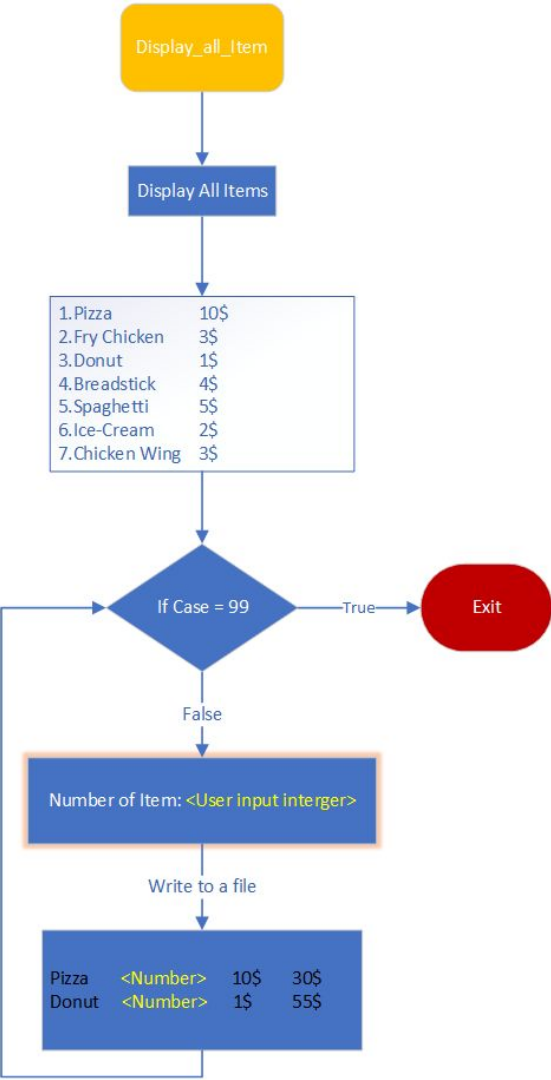 Display_all_Item
Display All Items
1.Pizza 10$
2.Fry Chicken 3$
3.Donut 1$
4.Breadstick 4$
5.Spaghetti 5$
6.Ice-Cream 2$
7.Chicken Wing 3$
If Case = 99
True
Exit
False
Number of Item: <User input interger>
Write to a file
Pizza <Number> 10$ 30$
Donut <Number> 1$ 55$